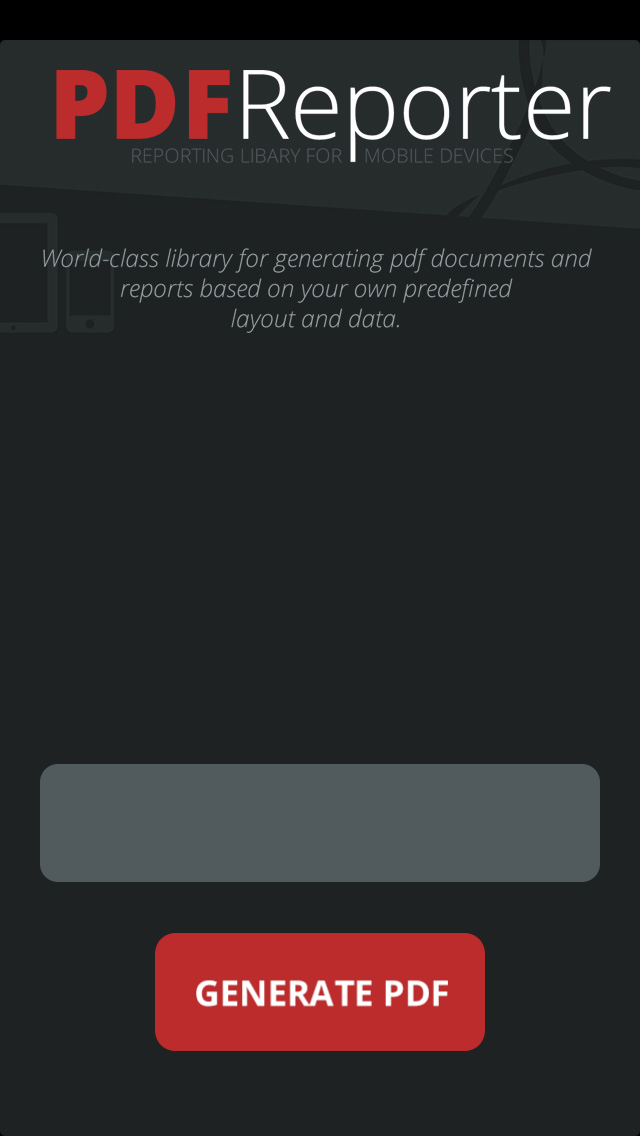 PDFReporter
REPORTING LIBARY FOR MOBILE DEVICES
World-class library for generating pdf documents and
reports based on your own predefined
layout and data.
GENERATE PDF